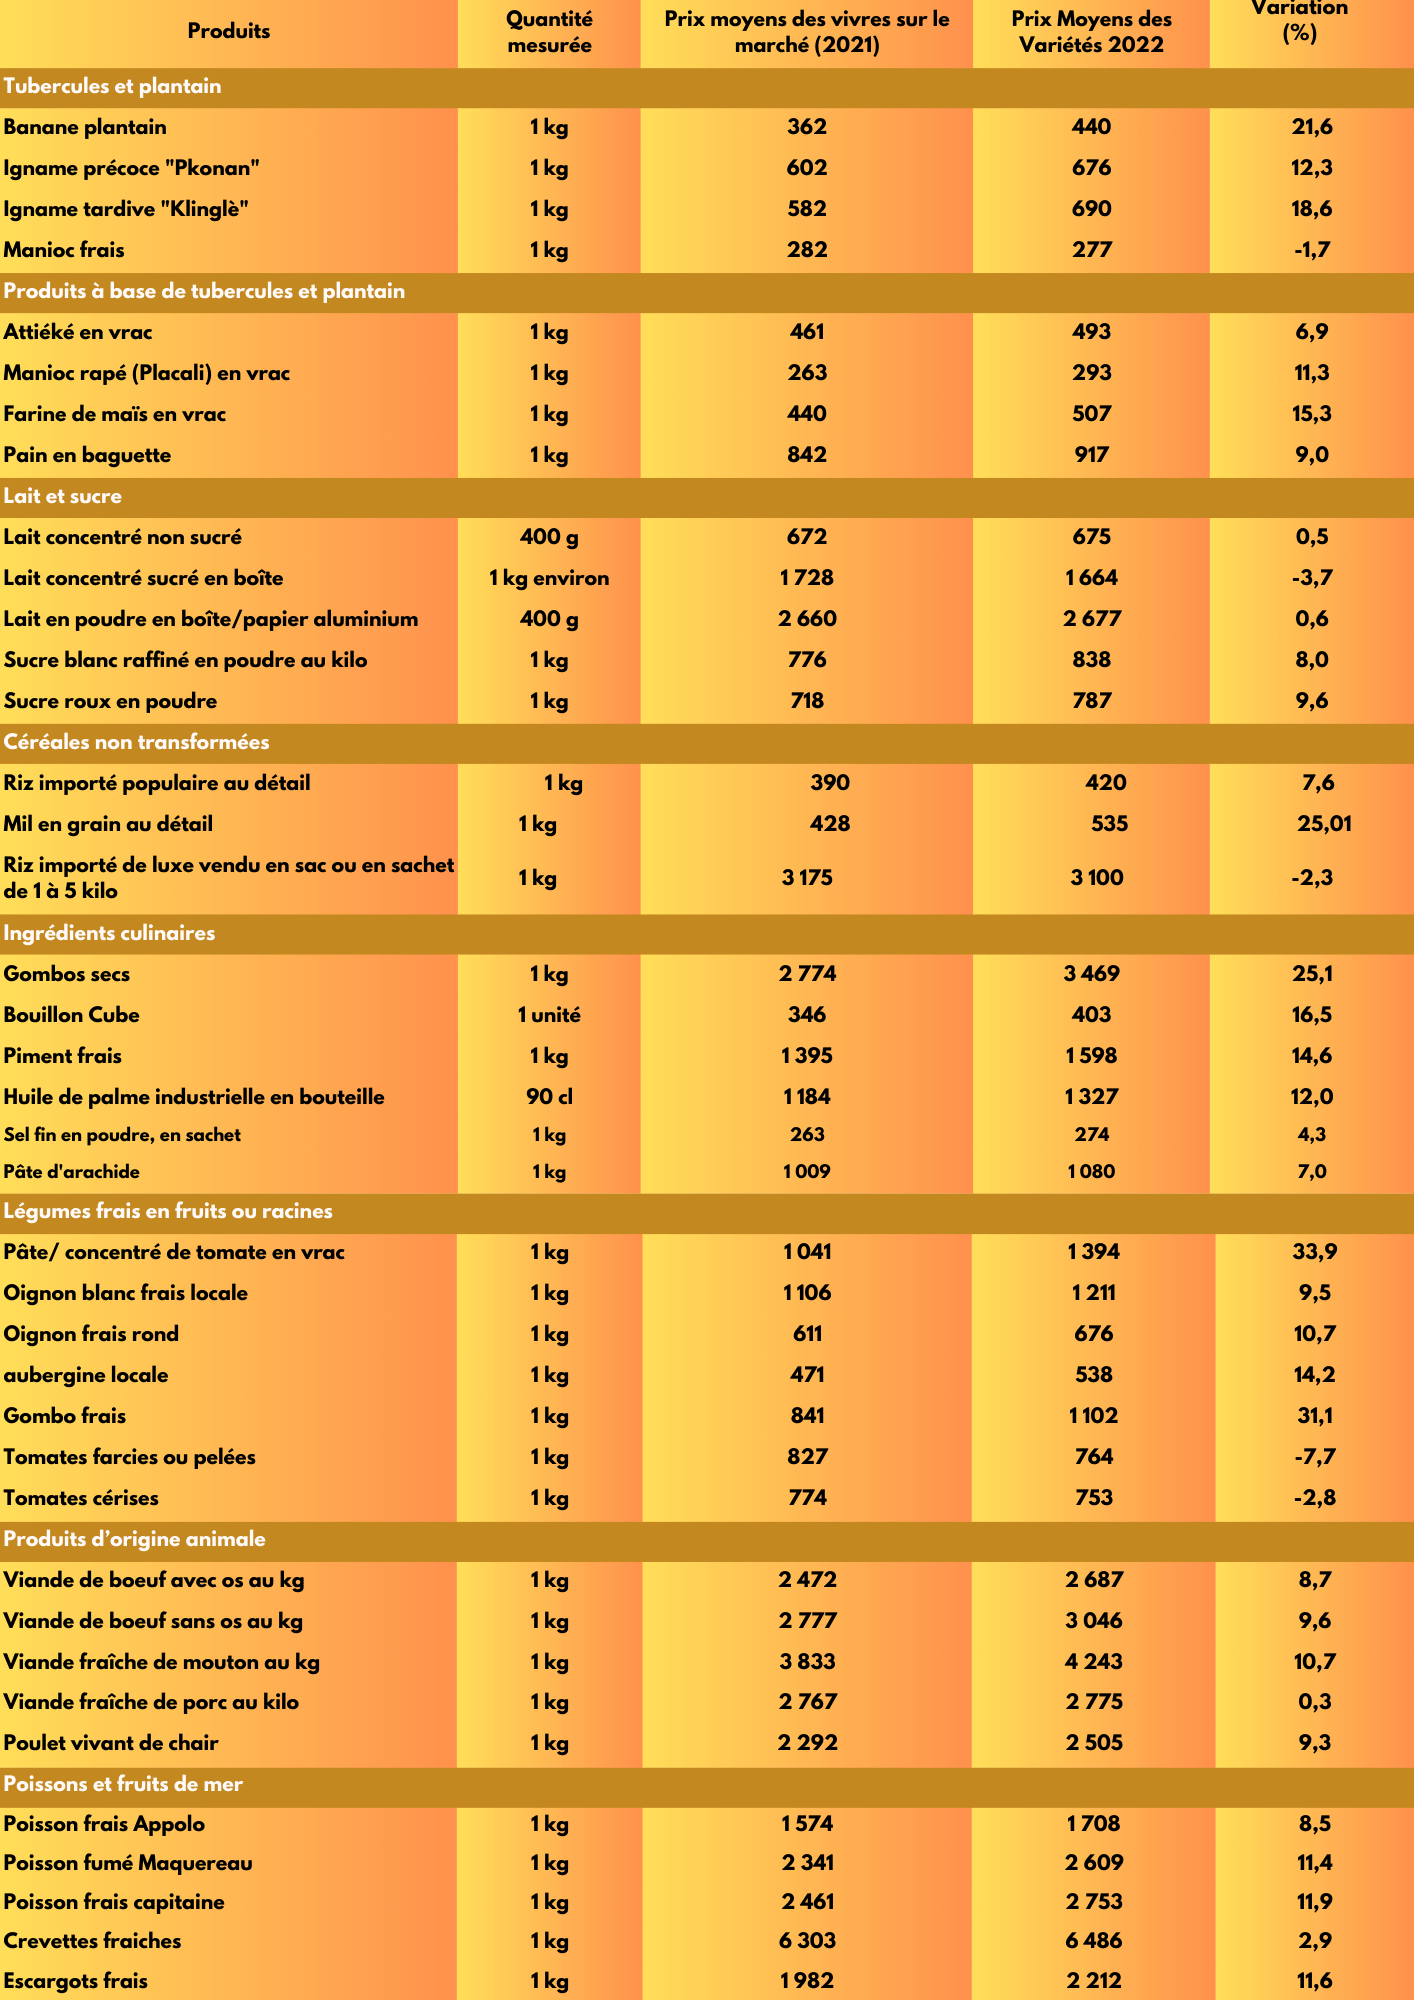 Produits Quantité mesurée Prix moyens des vivres sur le marché (2021) Prix Moyens des Variétés 2022 Variation (%)
Tubercules et plantain
Banane plantain 1 kg 362 440 21,6
Igname précoce "Pkonan" 1 kg 602 676 12,3
Igname tardive "Klinglè" 1 kg 582 690 18,6
Manioc frais 1 kg 282 277 -1,7
Produits à base de tubercules et plantain
Attiéké en vrac 1 kg 461 493 6,9
Manioc rapé (Placali) en vrac 1 kg 263 293 11,3
Farine de maïs en vrac 1 kg 440 507 15,3
Pain en baguette 1 kg 842 917 9,0
Lait et sucre
Lait concentré non sucré 400 g 672 675 0,5
Lait concentré sucré en boîte 1 kg environ 1 728 1 664 -3,7
Lait en poudre en boîte/papier aluminium 400 g 2 660 2 677 0,6
Sucre blanc raffiné en poudre au kilo 1 kg 776 838 8,0
Sucre roux en poudre 1 kg 718 787 9,6
Céréales non transformées
Riz importé populaire au détail 1 kg 390 420 7,6
Mil en grain au détail 1 kg 428 535 25,01
Riz importé de luxe vendu en sac ou en sachet
de 1 à 5 kilo 1 kg 3 175 3 100 -2,3
Ingrédients culinaires
Gombos secs 1 kg 2 774 3 469 25,1
Bouillon Cube 1 unité 346 403 16,5
Piment frais 1 kg 1 395 1 598 14,6
Huile de palme industrielle en bouteille 90 cl 1 184 1 327 12,0
Sel fin en poudre, en sachet 1 kg 263 274 4,3
Pâte d'arachide 1 kg 1 009 1 080 7,0
Légumes frais en fruits ou racines
Pâte/ concentré de tomate en vrac 1 kg 1 041 1 394 33,9
Oignon blanc frais locale 1 kg 1 106 1 211 9,5
Oignon frais rond 1 kg 611 676 10,7
aubergine locale 1 kg 471 538 14,2
Gombo frais 1 kg 841 1 102 31,1
Tomates farcies ou pelées 1 kg 827 764 -7,7
Tomates cérises 1 kg 774 753 -2,8
Produits d’origine animale
Viande de boeuf avec os au kg 1 kg 2 472 2 687 8,7
Viande de boeuf sans os au kg 1 kg 2 777 3 046 9,6
Viande fraîche de mouton au kg 1 kg 3 833 4 243 10,7
Viande fraîche de porc au kilo 1 kg 2 767 2 775 0,3
Poulet vivant de chair 1 kg 2 292 2 505 9,3
Poissons et fruits de mer
Poisson frais Appolo 1 kg 1 574 1 708 8,5
Poisson fumé Maquereau 1 kg 2 341 2 609 11,4
Poisson frais capitaine 1 kg 2 461 2 753 11,9
Crevettes fraiches 1 kg 6 303 6 486 2,9
Escargots frais 1 kg 1 982 2 212 11,6